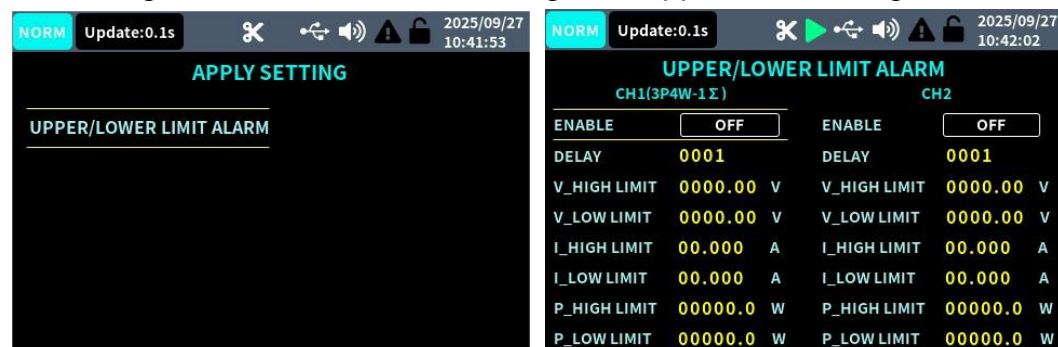 NORM Update:0.1s 2025/09/27
10:41:53
APPLY SETTING
UPPER/LOWER LIMIT ALARM
NORM Update:0.1s 2025/09/27
10:42:02
UPPER/LOWER LIMIT ALARM
CH1(3P4W-1Σ) CH2
ENABLE OFF ENABLE OFF
DELAY 0001 DELAY 0001
V_HIGH LIMIT 0000.00 V V_HIGH LIMIT 0000.00 V
V_LOW LIMIT 0000.00 V V_LOW LIMIT 0000.00 V
I_HIGH LIMIT 00.000 A I_HIGH LIMIT 00.000 A
I_LOW LIMIT 00.000 A I_LOW LIMIT 00.000 A
P_HIGH LIMIT 00000.0 W P_HIGH LIMIT 00000.0 W
P_LOW LIMIT 00000.0 W P_LOW LIMIT 00000.0 W